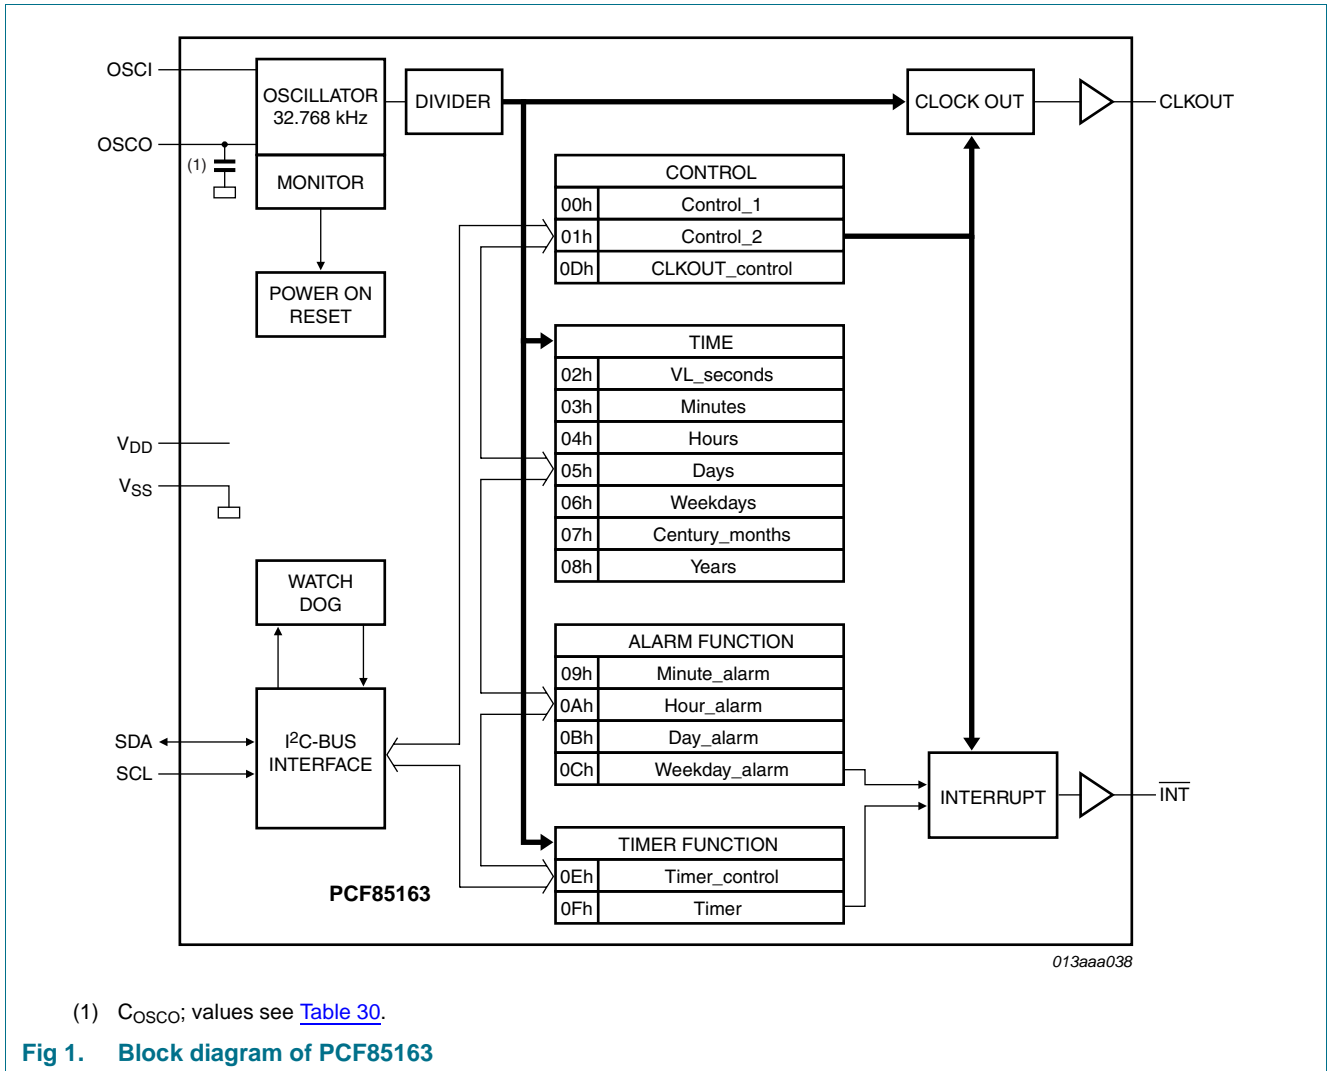 OSCI
OSCO
(1)
OSCILLATOR
32.768 kHz
MONITOR
DIVIDER
CLOCK OUT
CLKOUT
POWER ON
RESET
CONTROL
00h Control_1
01h Control_2
0Dh CLKOUT_control
TIME
02h VL_seconds
03h Minutes
04h Hours
05h Days
06h Weekdays
07h Century_months
08h Years
VDD
VSS
WATCH
DOG
SDA
SCL
I2C-BUS
INTERFACE
ALARM FUNCTION
09h Minute_alarm
0Ah Hour_alarm
0Bh Day_alarm
0Ch Weekday_alarm
INTERRUPT
INT
TIMER FUNCTION
0Eh Timer_control
0Fh Timer
PCF85163
013aaa038
(1) COSCO; values see Table 30.
Fig 1. Block diagram of PCF85163